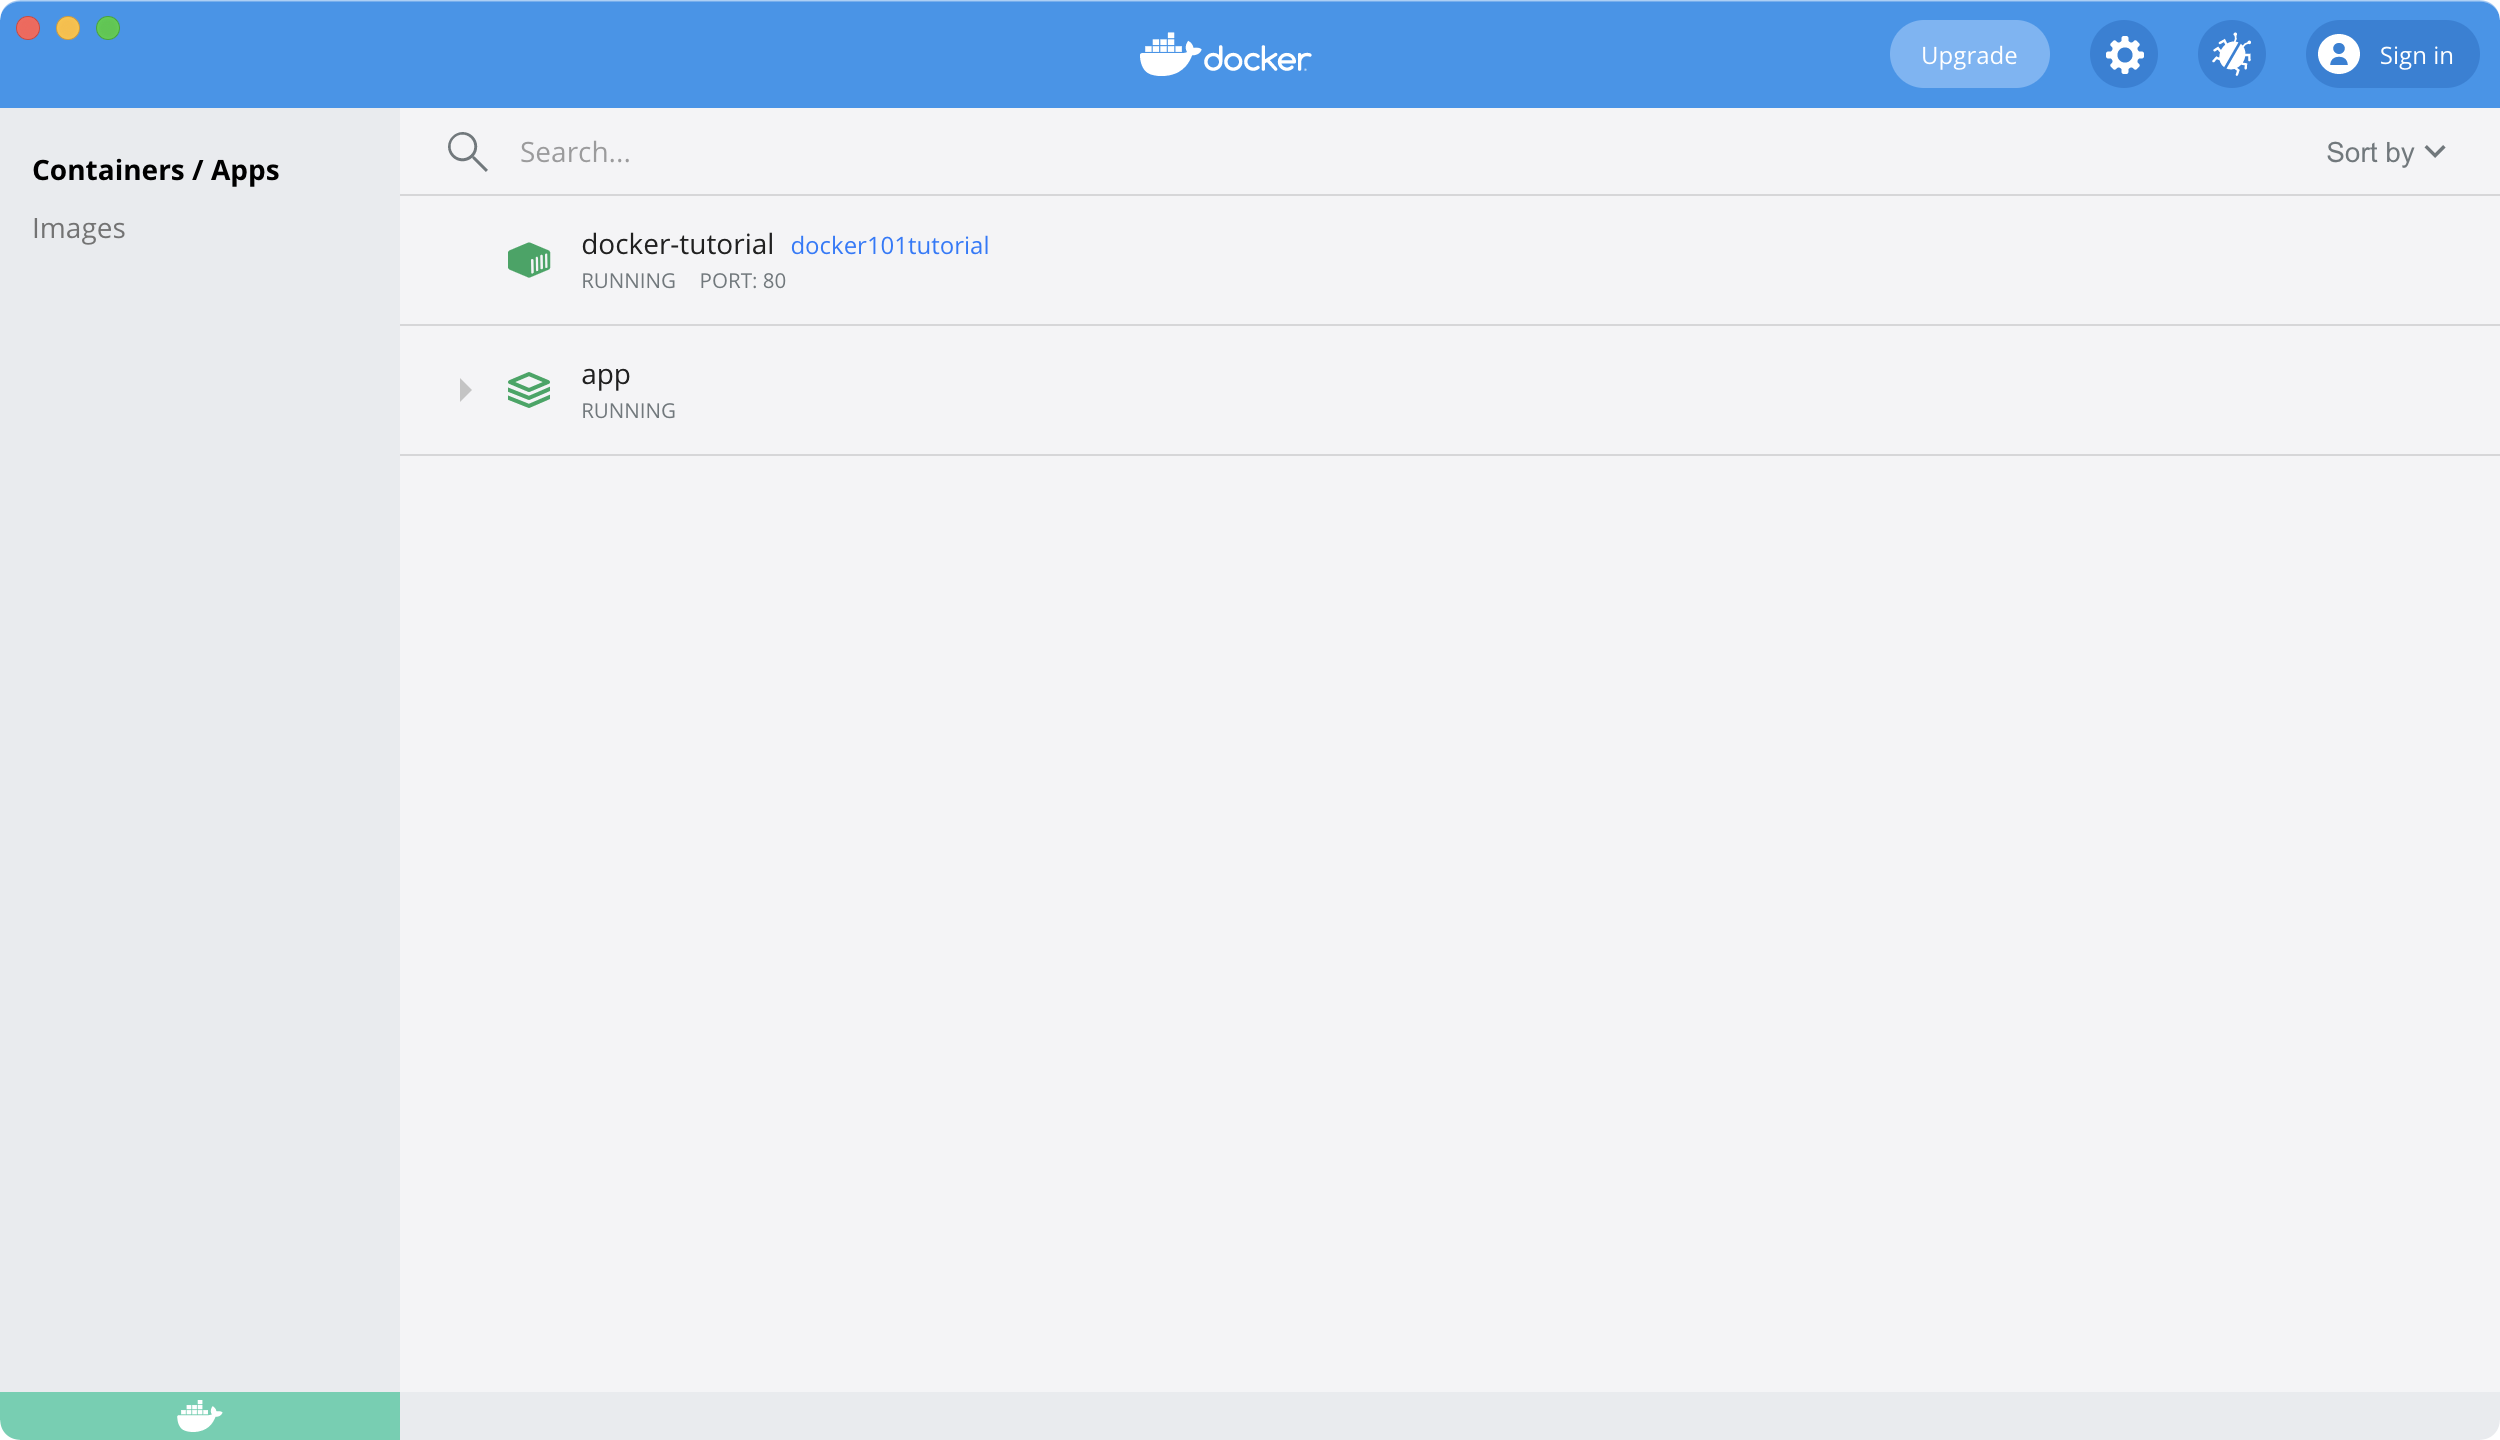 docker
Upgrade
Sign in
Containers / Apps
Images
Search...
Sort by
docker-tutorial docker101tutorial
RUNNING PORT: 80
app
RUNNING